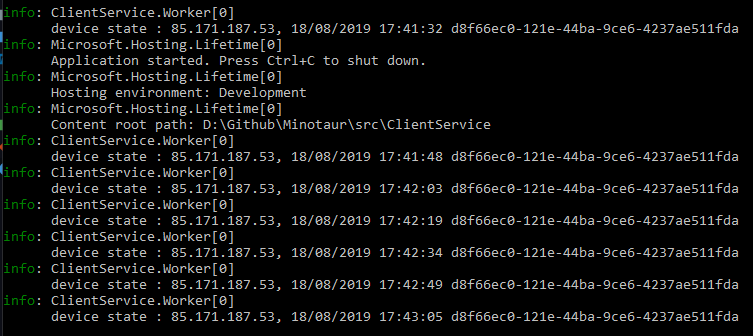 info: ClientService.Worker[0]
device state : 85.171.187.53, 18/08/2019 17:41:32 d8f66ec0-121e-44ba-9ce6-4237ae511fda
info: Microsoft.Hosting.Lifetime[0]
Application started. Press Ctrl+C to shut down.
info: Microsoft.Hosting.Lifetime[0]
Hosting environment: Development
info: Microsoft.Hosting.Lifetime[0]
Content root path: D:\Github\Minotaur\src\ClientService
info: ClientService.Worker[0]
device state : 85.171.187.53, 18/08/2019 17:41:48 d8f66ec0-121e-44ba-9ce6-4237ae511fda
info: ClientService.Worker[0]
device state : 85.171.187.53, 18/08/2019 17:42:03 d8f66ec0-121e-44ba-9ce6-4237ae511fda
info: ClientService.Worker[0]
device state : 85.171.187.53, 18/08/2019 17:42:19 d8f66ec0-121e-44ba-9ce6-4237ae511fda
info: ClientService.Worker[0]
device state : 85.171.187.53, 18/08/2019 17:42:34 d8f66ec0-121e-44ba-9ce6-4237ae511fda
info: ClientService.Worker[0]
device state : 85.171.187.53, 18/08/2019 17:42:49 d8f66ec0-121e-44ba-9ce6-4237ae511fda
info: ClientService.Worker[0]
device state : 85.171.187.53, 18/08/2019 17:43:05 d8f66ec0-121e-44ba-9ce6-4237ae511fda